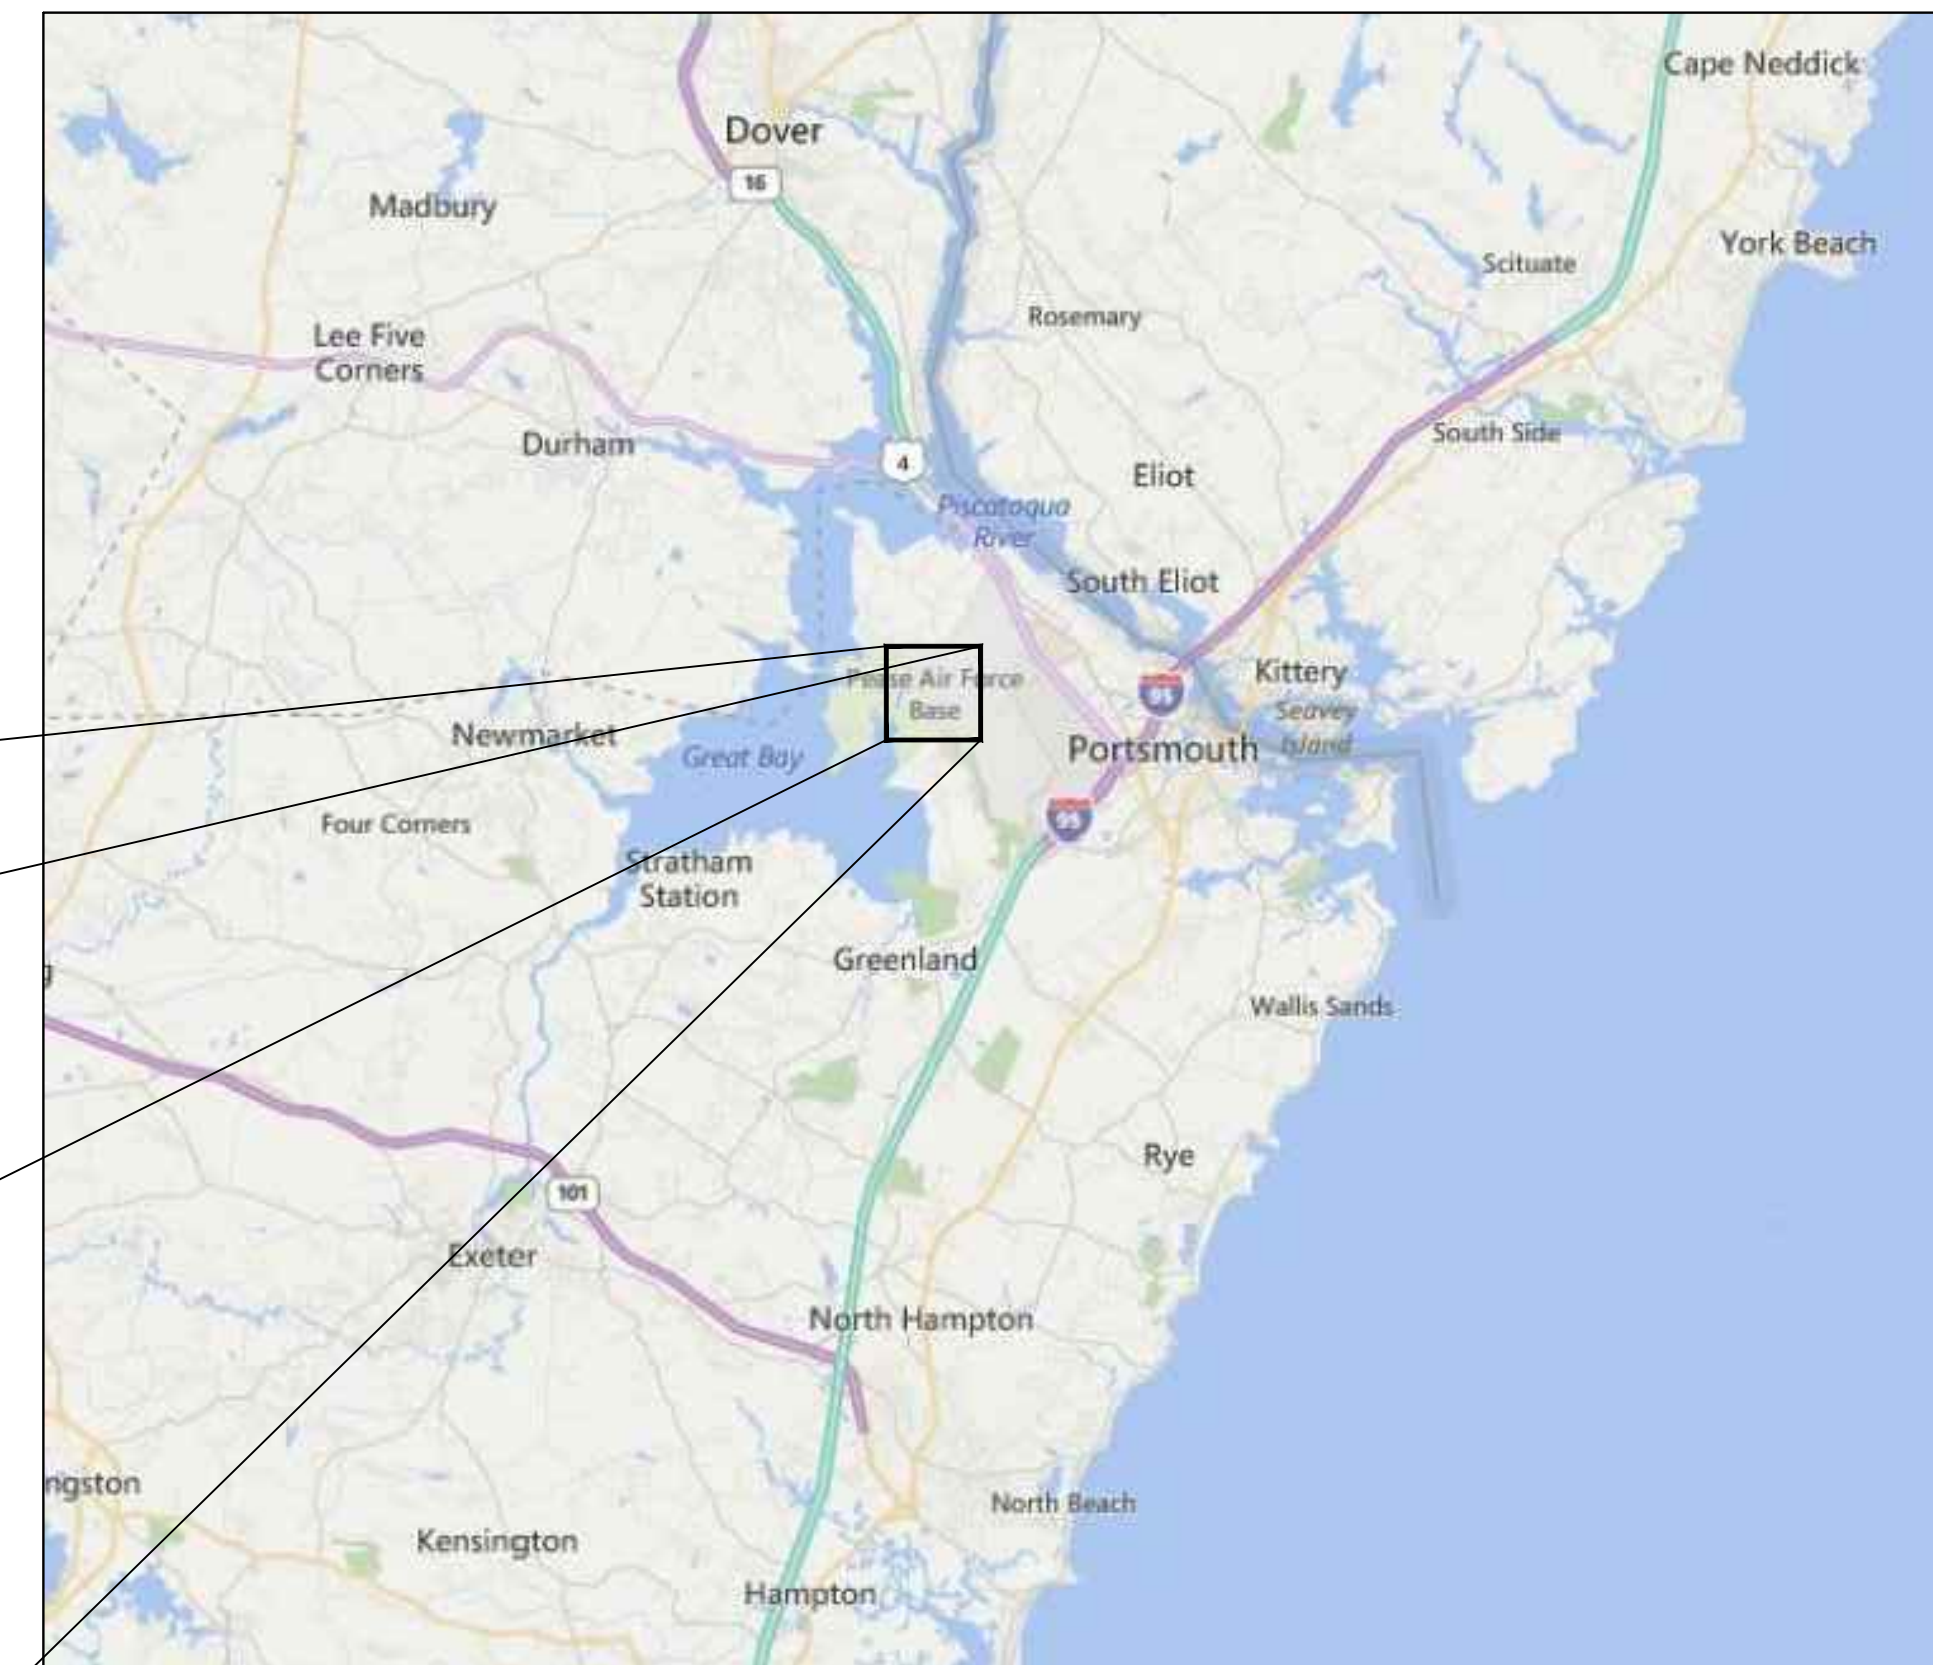 Cape Neddick
Dover
16
Madbury
York Beach
Scituate
Rosemary
Lee Five
Corners
South Side
Durham
4
Eliot
Piscataqua
River
South Eliot
Kittery
Pease Air Force
Base
95
Seavey
Island
Newmarket
Great Bay
Portsmouth
95
Four Corners
Stratham
Station
Greenland
g
Wallis Sands
Rye
101
Exeter
North Hampton
ngston
North Beach
Kensington
Hampton